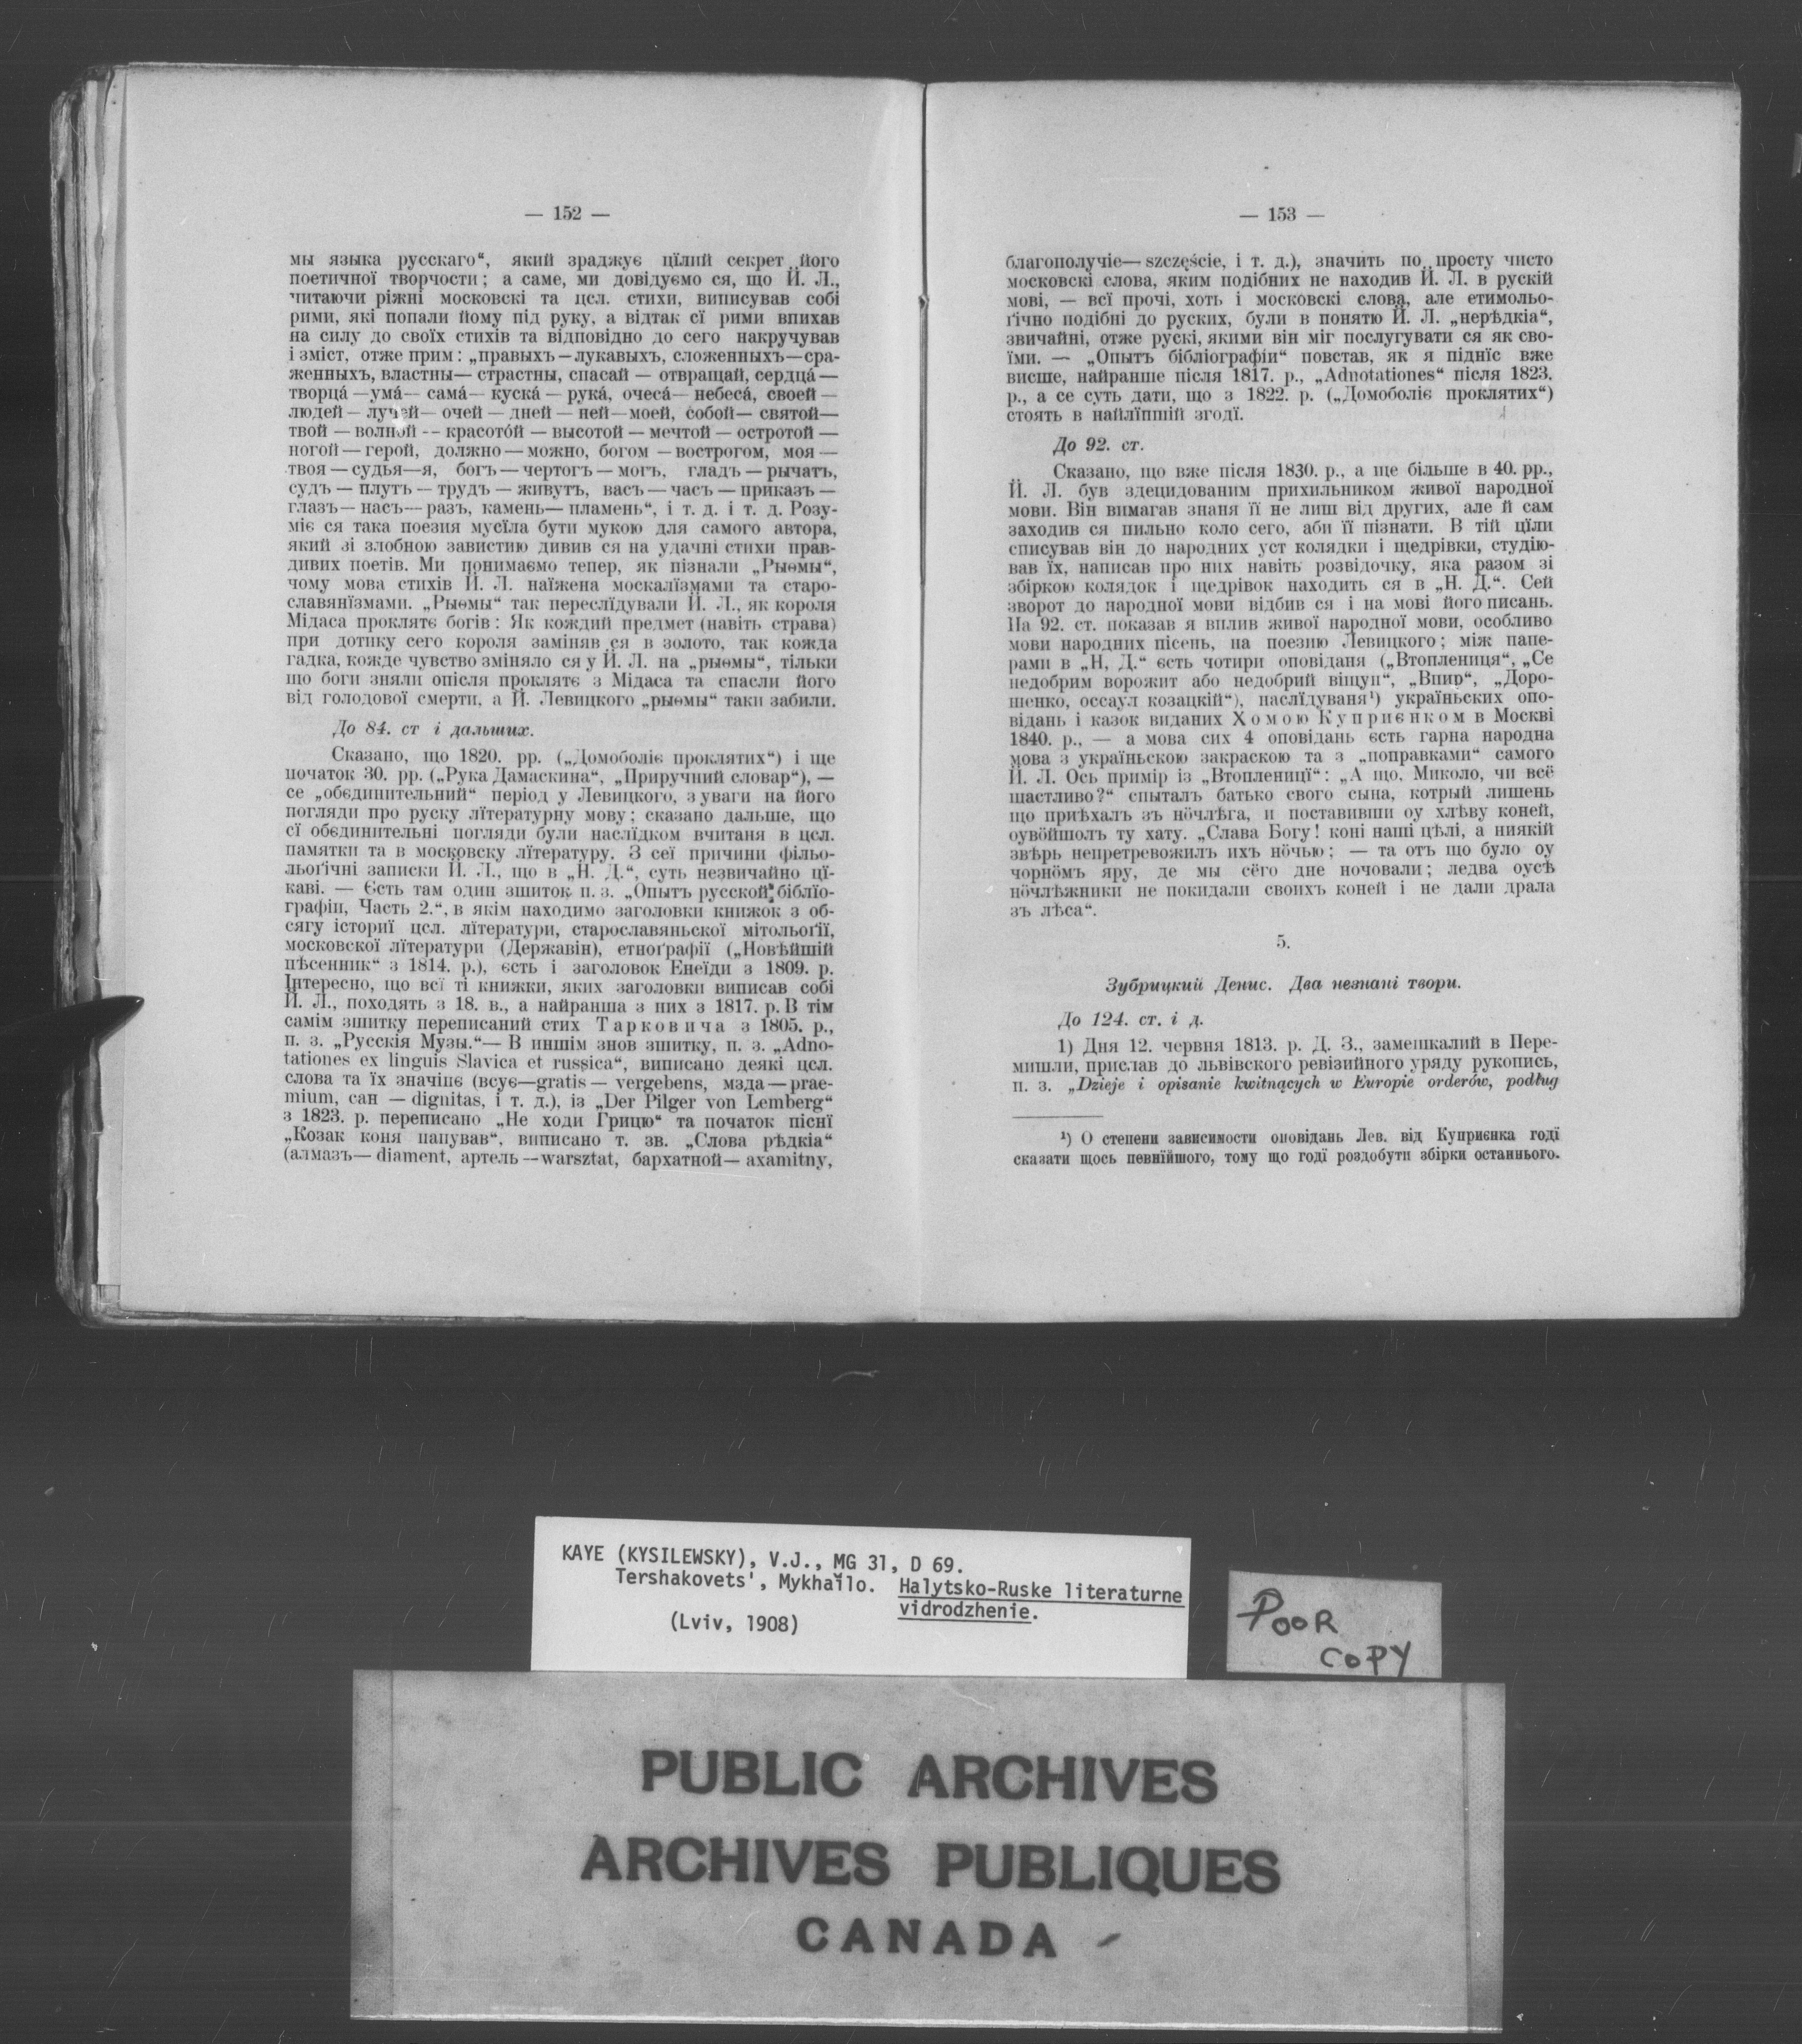 — 152 —
мы языка русскаго“, який зраджує цїлий секрет його
поетичної творчости; а саме, ми довідуємо ся, що Й. Л.,
читаючи ріжні московскі та цсл. стихи, виписував собі
рими, які попали йому під руку, а відтак сї рими впихав
на силу до своїх стихів та відповідно до сего накручував
і зміст, отже прим: „правыхъ — лукавыхъ, сложенныхъ — сра-
женныхъ, властны — страстны, спасай — отвращай, сердца́ —
творца́ — ума́ — сама́ — куска́ — рука́, очеса́ — небеса́, своей —
людей — лучей — очей — дней — ней — моей, собой — святой —
твой — волной — красото́й — высотой — мечтой — остротой —
ногой — герой, должно — можно, богом — вострогом, моя —
твоя — судья — я, богъ — чертогъ — могъ, гладъ — рычатъ,
судъ — плутъ — трудъ — живутъ, васъ — часъ — приказъ —
глазъ — насъ — разъ, камень — пламень“, і т. д. і т. д. Розу-
міє ся така поезия мусїла бути мукою для самого автора,
який зі злобною завистию дивив ся на удачні стихи прав-
дивих поетів. Ми понимаємо тепер, як пізнали „Рыѳмы“,
чому мова стихів Й. Л. наїжена москалїзмами та старо-
славянїзмами. „Рыѳмы“ так переслїдували Й. Л., як короля
Мідаса проклятє богів: Як кождий предмет (навіть страва)
при дотику сего короля заміняв ся в золото, так кожда
гадка, кожде чувство зміняло ся у Й. Л. на „рыѳмы“, тільки
що боги зняли опісля проклятє з Мідаса та спасли його
від голодової смерти, а Й. Левицкого „рыѳмы“ таки забили.
До 84. ст і дальших.
Сказано, що 1820. рр. („Домоболїє проклятих“) і ще
початок 30. рр. („Рука Дамаскина“, „Приручний словар“), —
се „обєдинительний“ період у Левицкого, з уваги на його
погляди про руску лїтературну мову; сказано дальше, що
сї обєдинительні погляди були наслїдком вчитаня в цсл.
памятки та в московску лїтературу. З сеї причини фільо-
льоґічні записки Й. Л., що в „Н. Д.“, суть незвичайно цї-
каві. — Єсть там один зшиток п. з. „Опытъ русской біблїо-
графіи, Часть 2.“, в якім находимо заголовки книжок з об-
сягу істориї цсл. лїтератури, старославяньскої мітольоґії,
московскої лїтератури (Державін), етноґрафії („Новѣйшій
пѣсенник“ з 1814. р.), єсть і заголовок Енеїди з 1809. р.
Інтересно, що всї ті книжки, яких заголовки виписав собі
Й. Л., походять з 18. в., а найранша з них з 1817. р. В тім
самім зшитку переписаний стих Тарковича з 1805. р.,
п. з. „Русскія Музы.“ — В иншім знов зшитку, п. з. „Adno-
tationes ex linguis Slavica et russica“, виписано деякі цсл.
слова та їх значінє (всує — gratis — vergebens, мзда — prae-
mium, сан — dignitas, і т. д.), із „Der Pilger von Lemberg“
з 1823. р. переписано „Не ходи Грицю“ та початок піснї
„Козак коня напував“, виписано т. зв. „Слова рѣдкіа“
(алмазъ — diament, артель — warsztat, бархатной — axamitny,
— 153 —
благополучіє — szczęście, і т. д.), значить по просту чисто
московскі слова, яким подібних не находив Й. Л. в рускій
мові, — всї прочі, хоть і московскі слова, але етимольо-
ґічно подібні до руских, були в понятю Й. Л. „нерѣдкіа“,
звичайні, отже рускі, якими він міг послугувати ся як сво-
їми. — „Опытъ бібліографіи“ повстав, як я піднїс вже
висше, найранше після 1817. р., „Adnotationes“ після 1823.
р., а се суть дати, що з 1822. р. („Домоболїє проклятих“)
стоять в найлїпшій згодї.
До 92. ст.
Сказано, що вже після 1830. р., а ще більше в 40. рр.,
Й. Л. був здецидованим прихильником живої народної
мови. Він вимагав знаня її не лиш від других, але й сам
заходив ся пильно коло сего, аби її пізнати. В тій цїли
списував він до народних уст колядки і щедрівки, студію-
вав їх, написав про них навіть розвідочку, яка разом зі
збіркою колядок і щедрівок находить ся в „Н. Д.“. Сей
зворот до народної мови відбив ся і на мові його писань.
На 92. ст. показав я вплив живої народної мови, особливо
мови народних пісень, на поезию Левицкого; між папе-
рами в „Н, Д.“ єсть чотири оповіданя („Втоплениця“, „Се
недобрим ворожит або недобрий віщун“, „Впир“, „Доро-
шенко, оссаул козацкій“), наслїдуваня¹) україньских опо-
відань і казок виданих Хомою Куприєнком в Москві
1840. р., — а мова сих 4 оповідань єсть гарна народна
мова з україньскою закраскою та з „поправками“ самого
Й. Л. Ось примір із „Втоплениці“: „А що, Миколо, чи всё
щастливо?“ спыталъ батько свого сына, котрый лишень
що приѣхалъ зъ нôчлѣга, и поставивши оу хлѣву коней,
оувôйшолъ ту хату. „Слава Богу! коні наші цѣлі, а ниякій
звѣрь непретревожилъ ихъ нôчью; — та отъ що було оу
чорнôмъ яру, де мы сёго дне ночовали; ледва оусѣ
нôчлѣжники не покидали своихъ коней і не дали драла
зъ лѣса“.
5.
Зубрицкий Денис. Два незнані твори.
До 124. ст. і д.
1) Дня 12. червня 1813. р. Д. З., замешкалий в Пере-
мишли, прислав до львівского ревізийного уряду рукопись,
п. з. „Dzieje i opisanie kwitnących w Europie orderów, podług
¹) О степени зависимости оповідань Лев. від Куприєнка годї
сказати щось певнїйшого, тому що годї роздобути збірки останнього.
KAYE (KYSILEWSKY), V.J., MG 31, D 69.
Tershakovets', Mykhaĭlo. Halytsko-Ruske literaturne
vidrodzhenie.
(Lviv, 1908)
POOR
COPY
PUBLIC ARCHIVES
ARCHIVES PUBLIQUES
CANADA